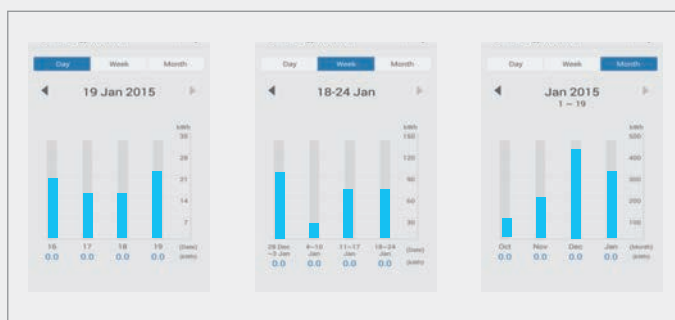 Day Week Month
19 Jan 2015
kWh
35
28
21
14
7
16 17 18 19 (Date)
0.0 0.0 0.0 0.0 (kWh)
Day Week Month
18-24 Jan
kWh
150
120
90
60
30
28 Dec 4~10 11~17 18~24 (Date)
~3 Jan Jan Jan Jan
0.0 0.0 0.0 0.0 (kWh)
Day Week Month
Jan 2015
1 ~ 19
kWh
500
400
300
200
100
Oct Nov Dec Jan (Month)
0.0 0.0 0.0 0.0 (kWh)